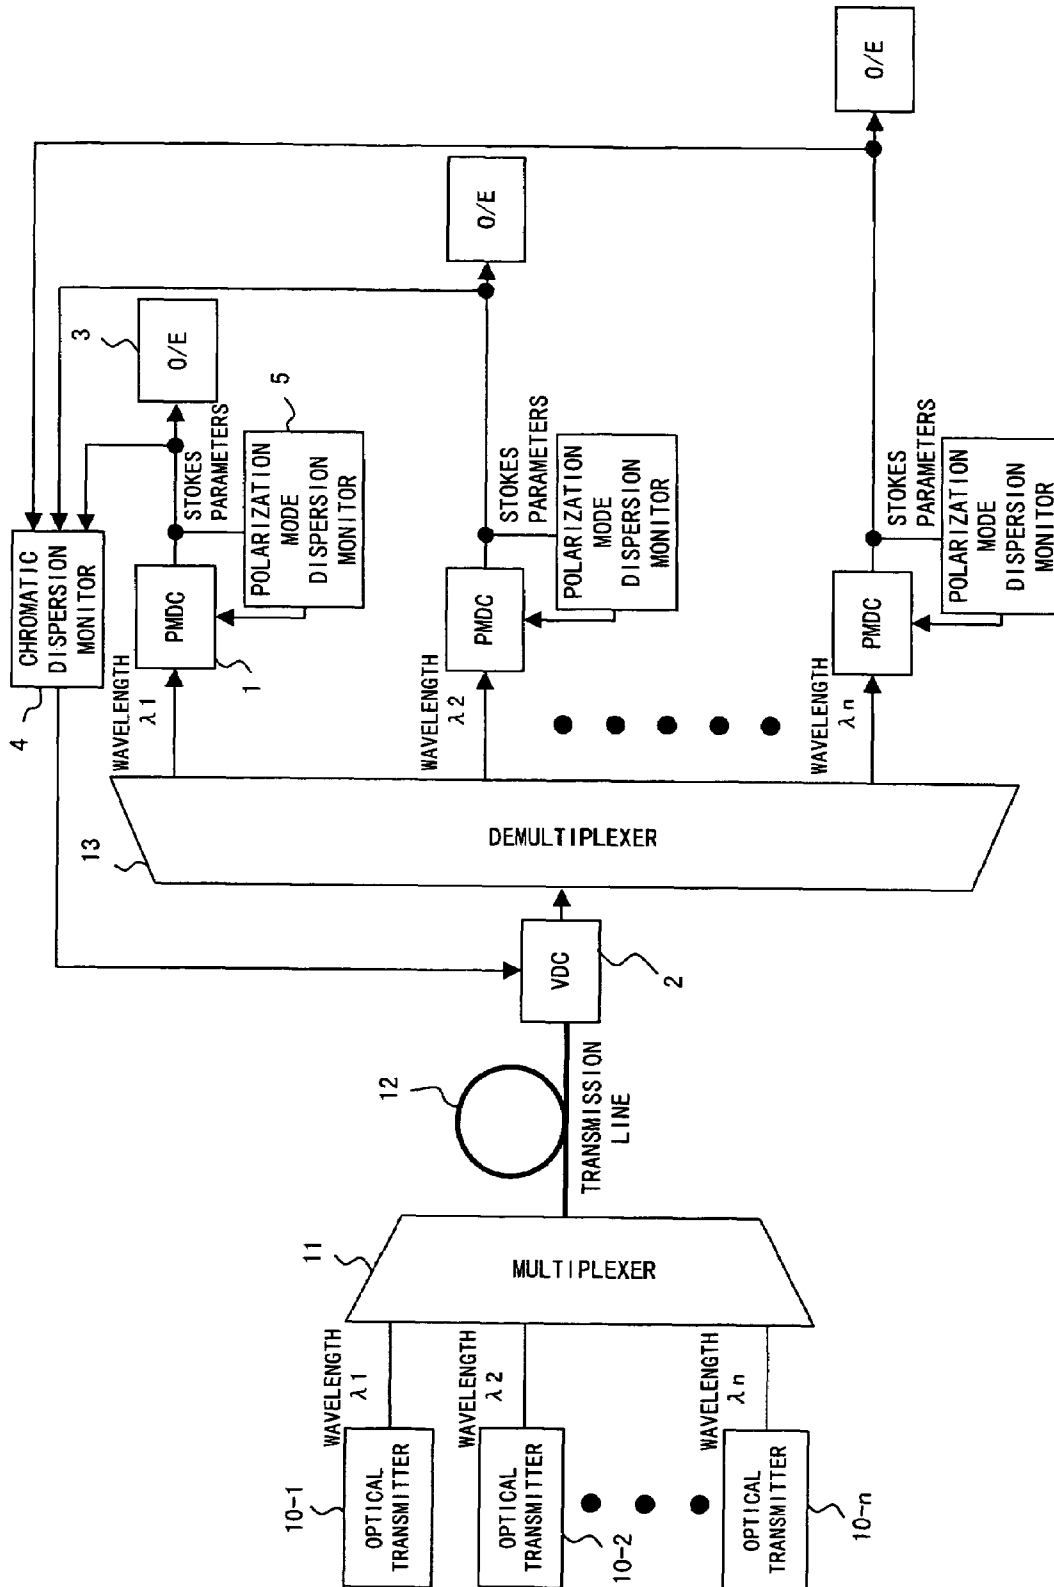 10-1
OPTICAL
TRANSMITTER
WAVELENGTH
λ1
10-2
OPTICAL
TRANSMITTER
WAVELENGTH
λ2
10-n
OPTICAL
TRANSMITTER
WAVELENGTH
λn
11
MULTIPLEXER
12
TRANSMISSION
LINE
VDC
2
13
DEMULTIPLEXER
4
CHROMATIC
DISPERSION
MONITOR
WAVELENGTH
λ1
PMDC
1
STOKES
PARAMETERS
POLARIZATION
MODE
DISPERSION
MONITOR
5
O/E
3
WAVELENGTH
λ2
PMDC
STOKES
PARAMETERS
POLARIZATION
MODE
DISPERSION
MONITOR
O/E
WAVELENGTH
λn
PMDC
STOKES
PARAMETERS
POLARIZATION
MODE
DISPERSION
MONITOR
O/E